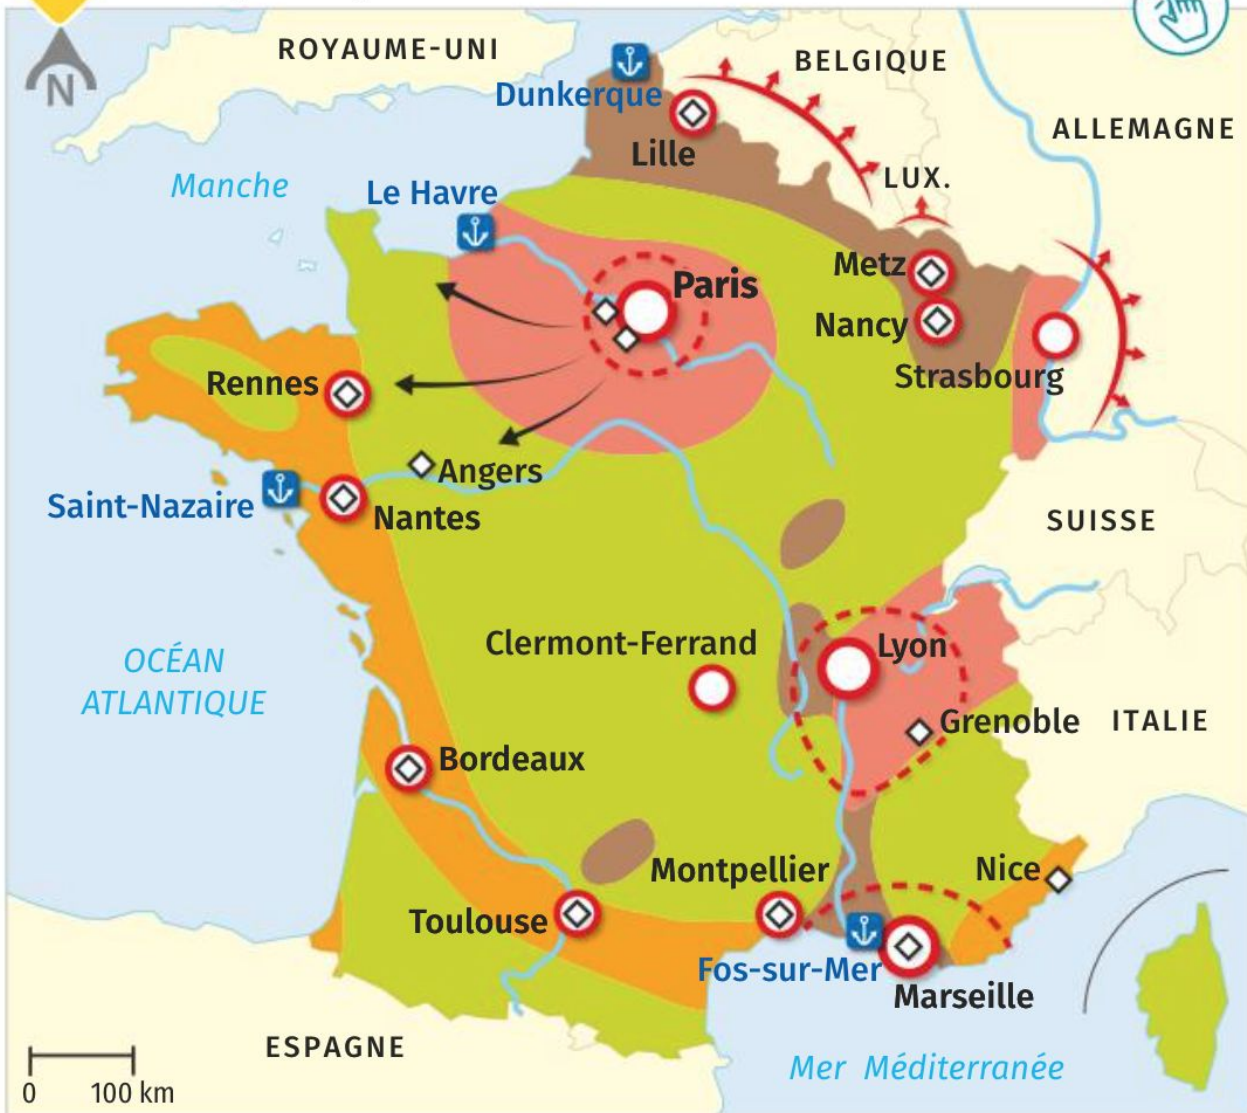 ROYAUME-UNI
BELGIQUE
N
Dunkerque
ALLEMAGNE
Lille
LUX.
Manche
Le Havre
Metz
Paris
Nancy
Strasbourg
Rennes
Angers
Saint-Nazaire
Nantes
SUISSE
Clermont-Ferrand
Lyon
OCÉAN
ATLANTIQUE
Grenoble
ITALIE
Bordeaux
Montpellier
Nice
Toulouse
Fos-sur-Mer
Marseille
ESPAGNE
Mer Méditerranée
0 100 km